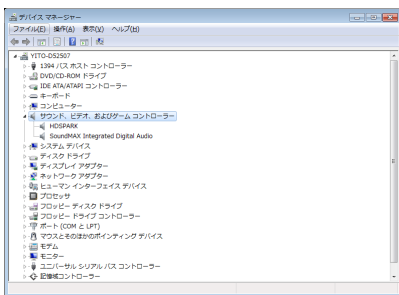 デバイス マネージャー
ファイル(F) 操作(A) 表示(V) ヘルプ(H)
YITO-D52507
1394 バス ホスト コントローラー
DVD/CD-ROM ドライブ
IDE ATA/ATAPI コントローラー
キーボード
コンピューター
サウンド、ビデオ、およびゲーム コントローラー
HDSPARK
SoundMAX Integrated Digital Audio
システム デバイス
ディスク ドライブ
ディスプレイ アダプター
ネットワーク アダプター
ヒューマン インターフェイス デバイス
プロセッサ
フロッピー ディスク ドライブ
フロッピー ドライブ コントローラー
ポート (COM と LPT)
マウスとそのほかのポインティング デバイス
モデム
モニター
ユニバーサル シリアル バス コントローラー
記憶域コントローラー